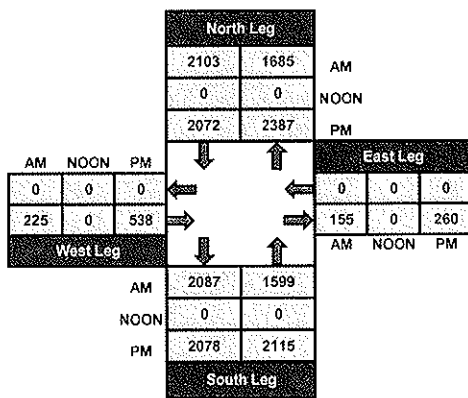 North Leg
2103 1685 AM
0 0 NOON
2072 2387 PM
AM NOON PM
East Leg
0 0 0
0 0 0
225 0 538
155 0 260
West Leg
AM NOON PM
AM 2087 1599
NOON 0 0
PM 2078 2115
South Leg